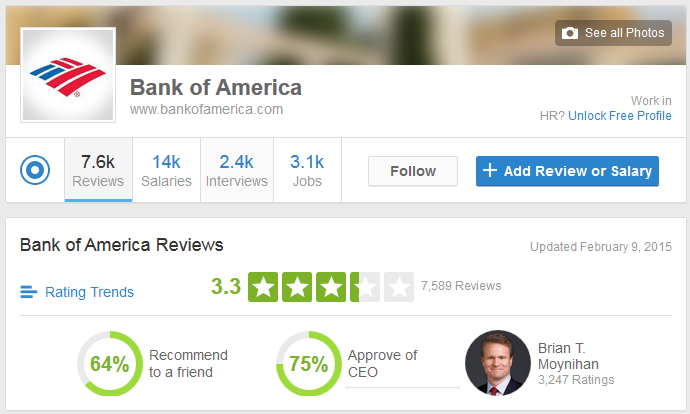 See all Photos
Bank of America
www.bankofamerica.com
Work in
HR? Unlock Free Profile
7.6k
Reviews
14k
Salaries
2.4k
Interviews
3.1k
Jobs
Follow
+ Add Review or Salary
Bank of America Reviews
Updated February 9, 2015
Rating Trends
3.3
7,589 Reviews
64%
Recommend
to a friend
75%
Approve of
CEO
Brian T.
Moynihan
3,247 Ratings